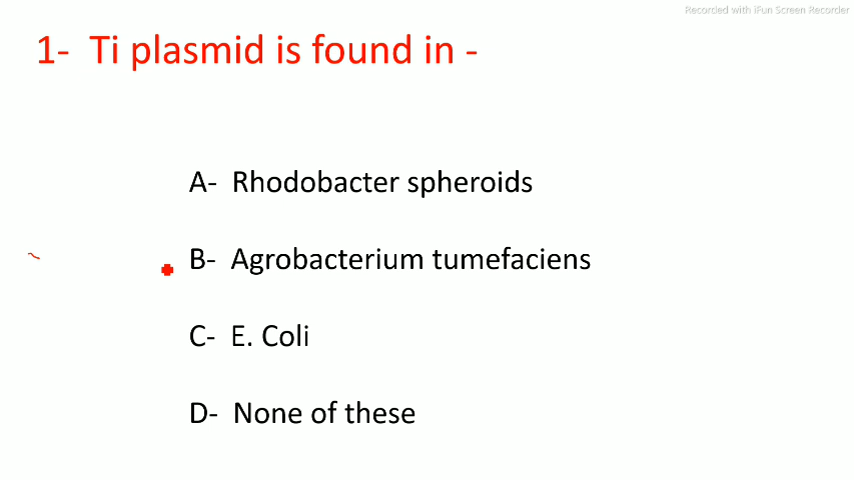 Recorded with iFun Screen Recorder
1- Ti plasmid is found in -
A- Rhodobacter spheroids
B- Agrobacterium tumefaciens
C- E. Coli
D- None of these